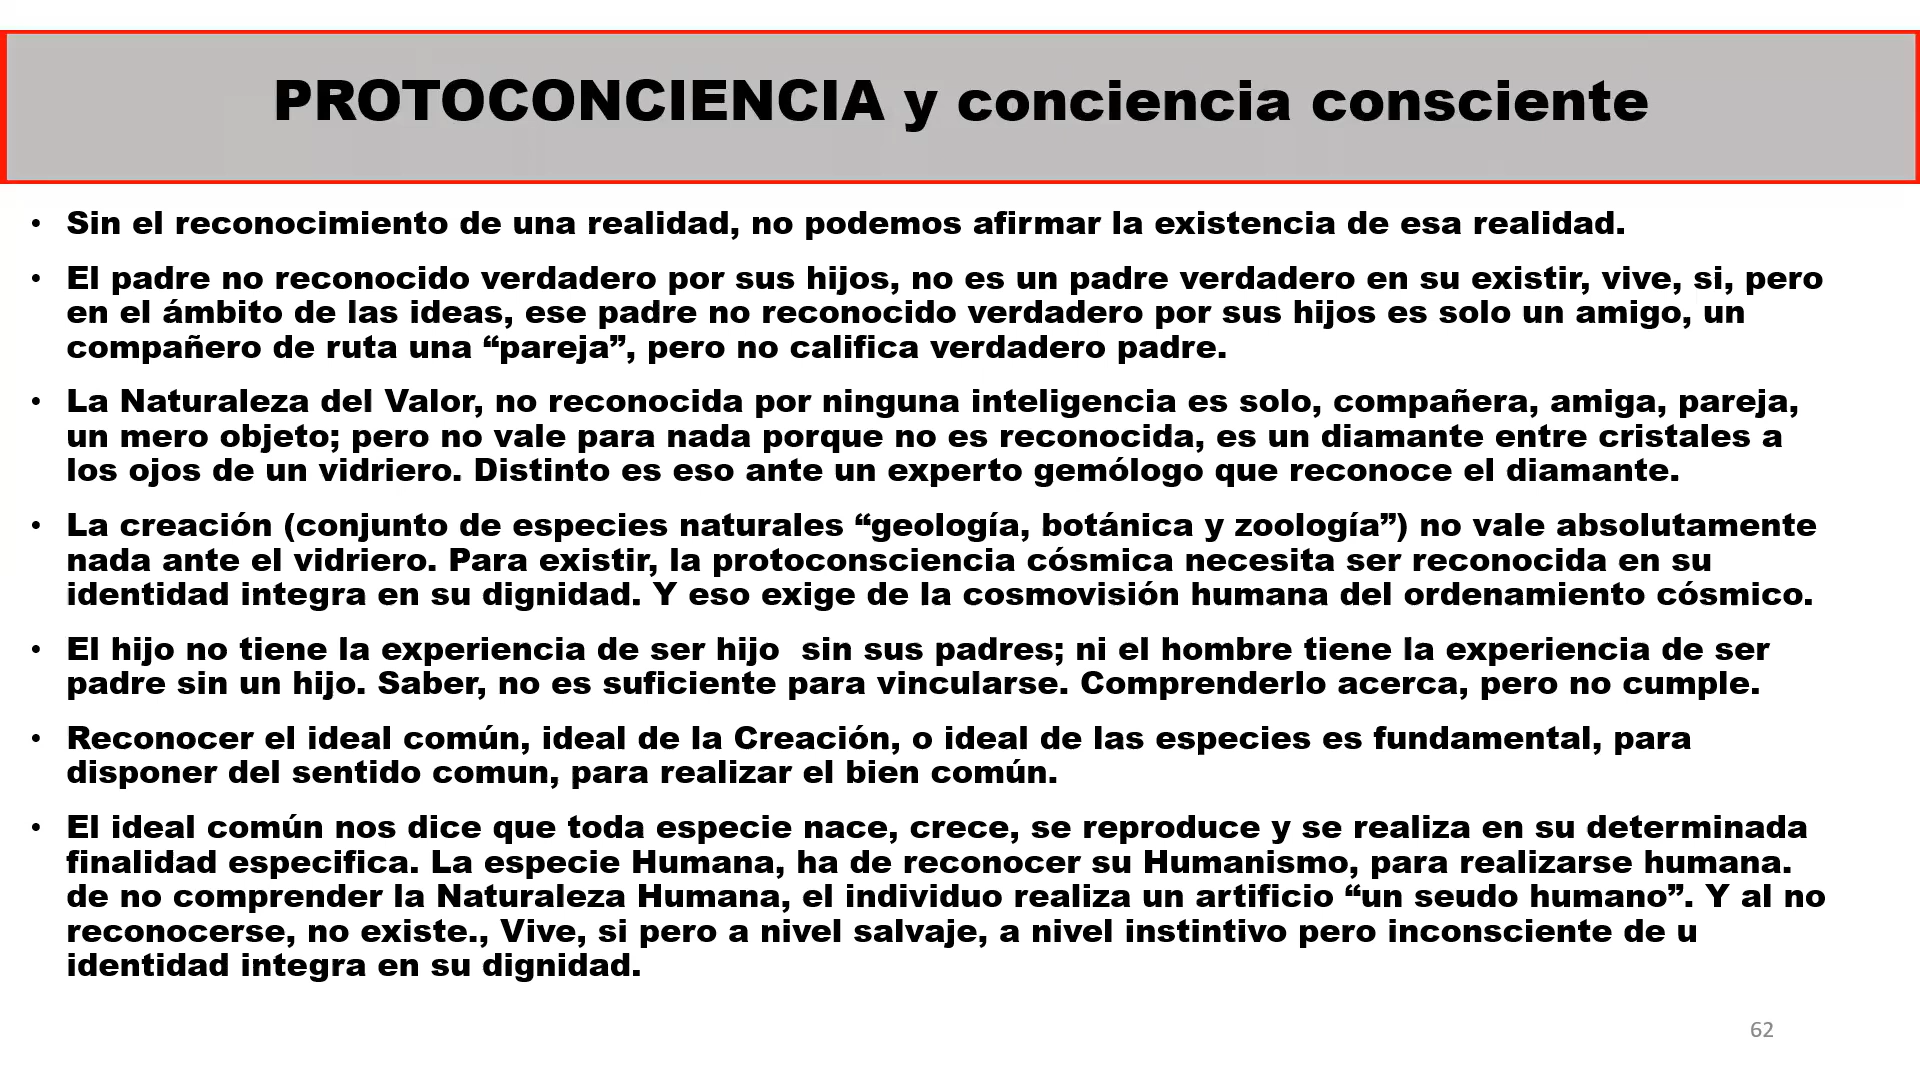 PROTOCONCIENCIA y conciencia consciente
• Sin el reconocimiento de una realidad, no podemos afirmar la existencia de esa realidad.
• El padre no reconocido verdadero por sus hijos, no es un padre verdadero en su existir, vive, si, pero
en el ámbito de las ideas, ese padre no reconocido verdadero por sus hijos es solo un amigo, un
compañero de ruta una “pareja”, pero no califica verdadero padre.
• La Naturaleza del Valor, no reconocida por ninguna inteligencia es solo, compañera, amiga, pareja,
un mero objeto; pero no vale para nada porque no es reconocida, es un diamante entre cristales a
los ojos de un vidriero. Distinto es eso ante un experto gemólogo que reconoce el diamante.
• La creación (conjunto de especies naturales “geología, botánica y zoología”) no vale absolutamente
nada ante el vidriero. Para existir, la protoconsciencia cósmica necesita ser reconocida en su
identidad integra en su dignidad. Y eso exige de la cosmovisión humana del ordenamiento cósmico.
• El hijo no tiene la experiencia de ser hijo  sin sus padres; ni el hombre tiene la experiencia de ser
padre sin un hijo. Saber, no es suficiente para vincularse. Comprenderlo acerca, pero no cumple.
• Reconocer el ideal común, ideal de la Creación, o ideal de las especies es fundamental, para
disponer del sentido comun, para realizar el bien común.
• El ideal común nos dice que toda especie nace, crece, se reproduce y se realiza en su determinada
finalidad especifica. La especie Humana, ha de reconocer su Humanismo, para realizarse humana.
de no comprender la Naturaleza Humana, el individuo realiza un artificio “un seudo humano”. Y al no
reconocerse, no existe., Vive, si pero a nivel salvaje, a nivel instintivo pero inconsciente de u
identidad integra en su dignidad.
62